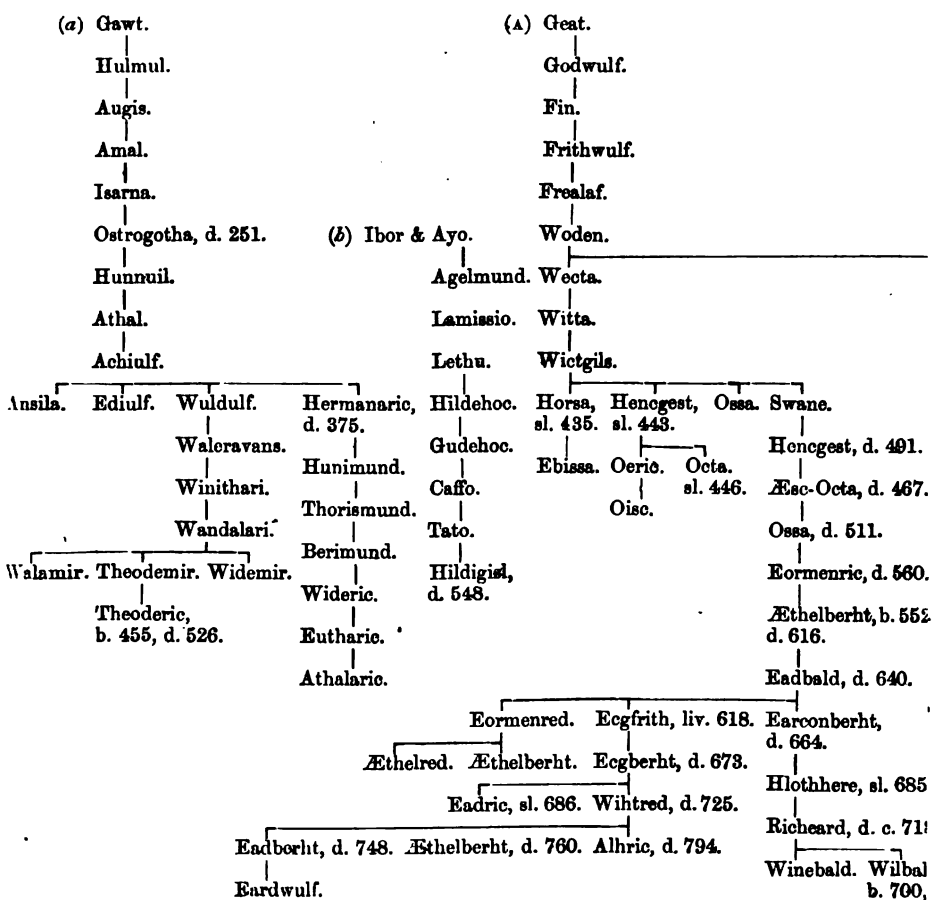 (a) Gawt. (A) Geat.
Hulmul. Godwulf.
Augis. Fin.
Amal. Frithwulf.
Isarna. Frealaf.
Ostrogotha, d. 251. (b) Ibor & Ayo. Woden.
Hunnuil. Agelmund. Wecta.
Athal. Lamissio. Witta.
Achiulf. Lethu. Wictgils.
Ansila. Ediulf. Wuldulf. Hermanaric, Hildehoc. Horsa, Hencgest, Ossa. Swane.
d. 375. sl. 435. sl. 443.
Waleravans. Gudehoc. Hencgest, d. 491.
Hunimund. Ebissa. Oeric. Octa.
Winithari. Caffo. sl. 446. Æsc-Octa, d. 467.
Thorismund. Oisc.
Wandalari. Tato. Ossa, d. 511.
Berimund.
Walamir. Theodemir. Widemir. Hildigisl, Eormenric, d. 560.
Wideric. d. 548.
Theoderic, Æthelberht, b. 552
b. 455, d. 526. Eutharic. d. 616.
Athalaric. Eadbald, d. 640.
Eormenred. Ecgfrith, liv. 618. Earconberht,
d. 664.
Æthelred. Æthelberht. Ecgberht, d. 673.
Hlothhere, sl. 685
Eadric, sl. 686. Wihtred, d. 725.
Richeard, d. c.
Eadberht, d. 748. Æthelberht, d. 760. Alhric, d. 794.
Winebald. Wilbal
Eardwulf. b. 700,